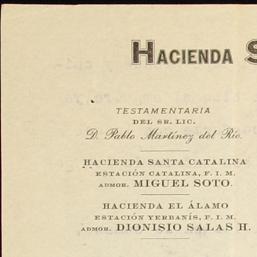 HACIENDA S
TESTAMENTARIA
DEL SR. LIC.
D. Pablo Martínez del Río.
HACIENDA SANTA CATALINA
ESTACIÓN CATALINA, F. I. M.
ADMOR. MIGUEL SOTO.
HACIENDA EL ÁLAMO
ESTACIÓN YERBANÍS, F. I. M.
ADMOR. DIONISIO SALAS H.